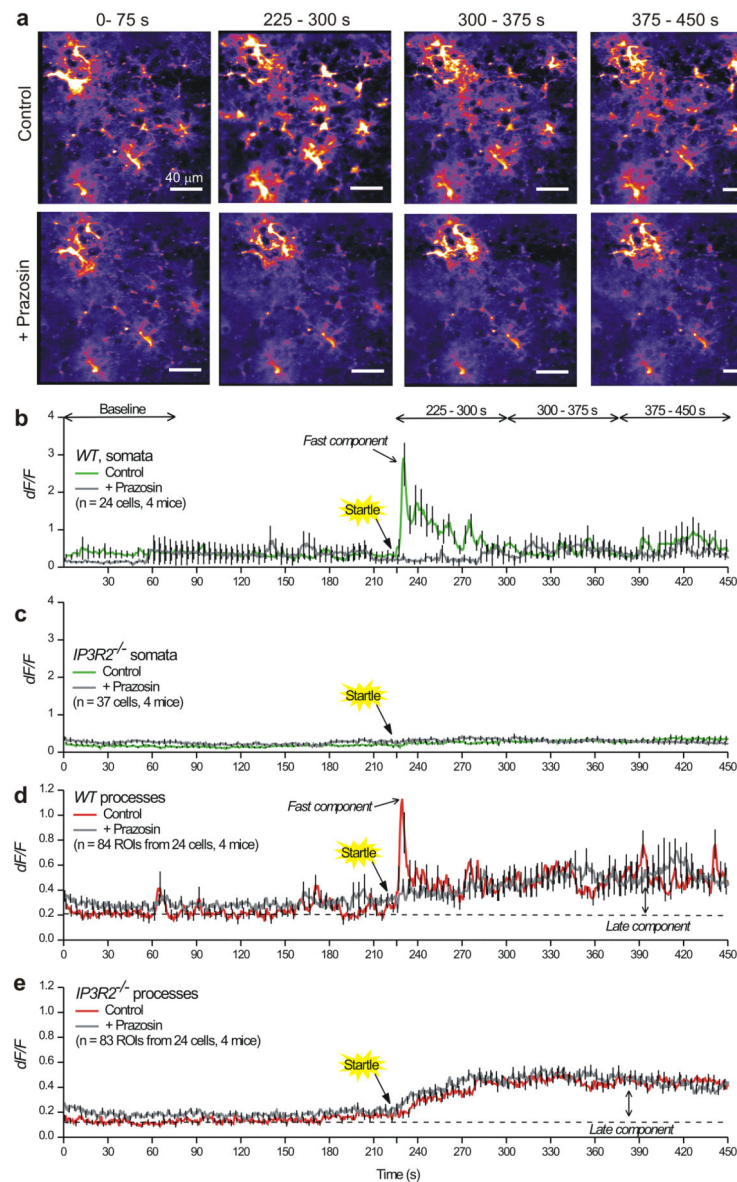 a
0- 75 s
225 - 300 s
300 - 375 s
375 - 450 s
Control
40 μm
+ Prazosin
b
Baseline
225 - 300 s
300 - 375 s
375 - 450 s
dF/F
4
3
2
1
0
WT, somata
Control
+ Prazosin
(n = 24 cells, 4 mice)
Fast component
Startle
0 30 60 90 120 150 180 210 230 270 300 330 360 390 420 450
c
dF/F
4
3
2
1
0
IP3R2-/- somata
Control
+ Prazosin
(n = 37 cells, 4 mice)
Startle
0 30 60 90 120 150 180 210 230 270 300 330 360 390 420 450
d
dF/F
1.2
1.0
0.8
0.6
0.4
0.2
0.0
WT processes
Control
+ Prazosin
(n = 84 ROIs from 24 cells, 4 mice)
Fast component
Startle
Late component
0 30 60 90 120 150 180 210 230 270 300 330 360 390 420 450
e
dF/F
1.2
1.0
0.8
0.6
0.4
0.2
0.0
IP3R2-/- processes
Control
+ Prazosin
(n = 83 ROIs from 24 cells, 4 mice)
Startle
Late component
0 30 60 90 120 150 180 210 230 270 300 330 360 390 420 450
Time (s)